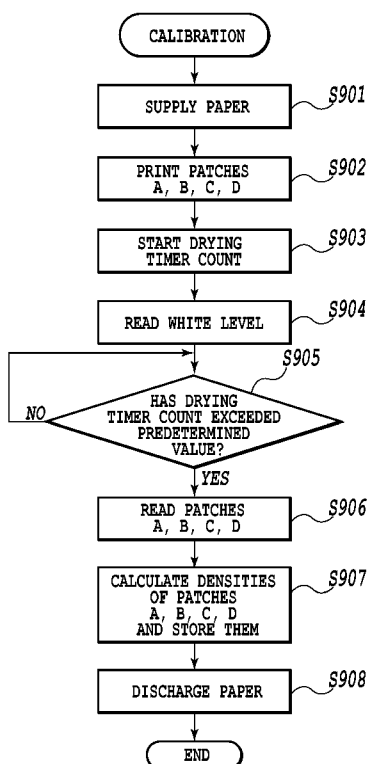 CALIBRATION
SUPPLY PAPER
S901
PRINT PATCHES
A, B, C, D
S902
START DRYING
TIMER COUNT
S903
READ WHITE LEVEL
S904
S905
HAS DRYING
TIMER COUNT EXCEEDED
PREDETERMINED
VALUE?
NO
YES
READ PATCHES
A, B, C, D
S906
CALCULATE DENSITIES
OF PATCHES
A, B, C, D
AND STORE THEM
S907
DISCHARGE PAPER
S908
END